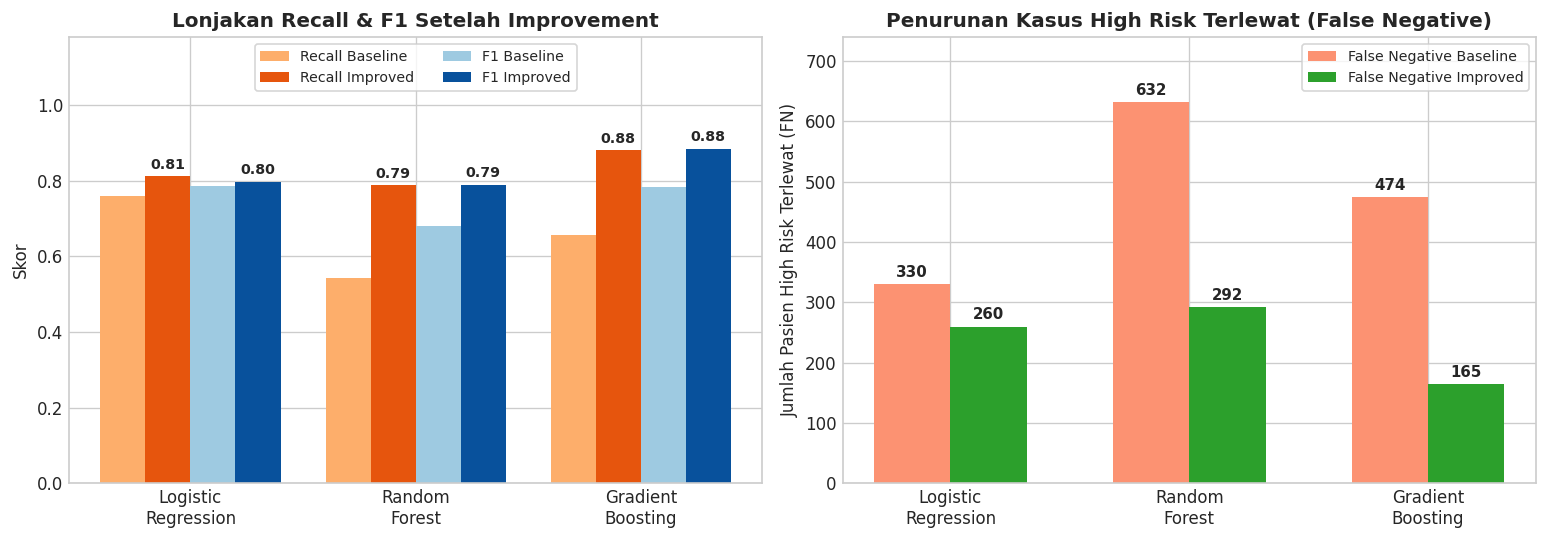 Lonjakan Recall & F1 Setelah Improvement
Recall Baseline
Recall Improved
F1 Baseline
F1 Improved
Skor
1.0
0.8
0.6
0.4
0.2
0.0
0.81
0.80
0.79
0.79
0.88
0.88
Logistic
Regression
Random
Forest
Gradient
Boosting
Penurunan Kasus High Risk Terlewat (False Negative)
False Negative Baseline
False Negative Improved
Jumlah Pasien High Risk Terlewat (FN)
700
600
500
400
300
200
100
0
330
260
632
292
474
165
Logistic
Regression
Random
Forest
Gradient
Boosting